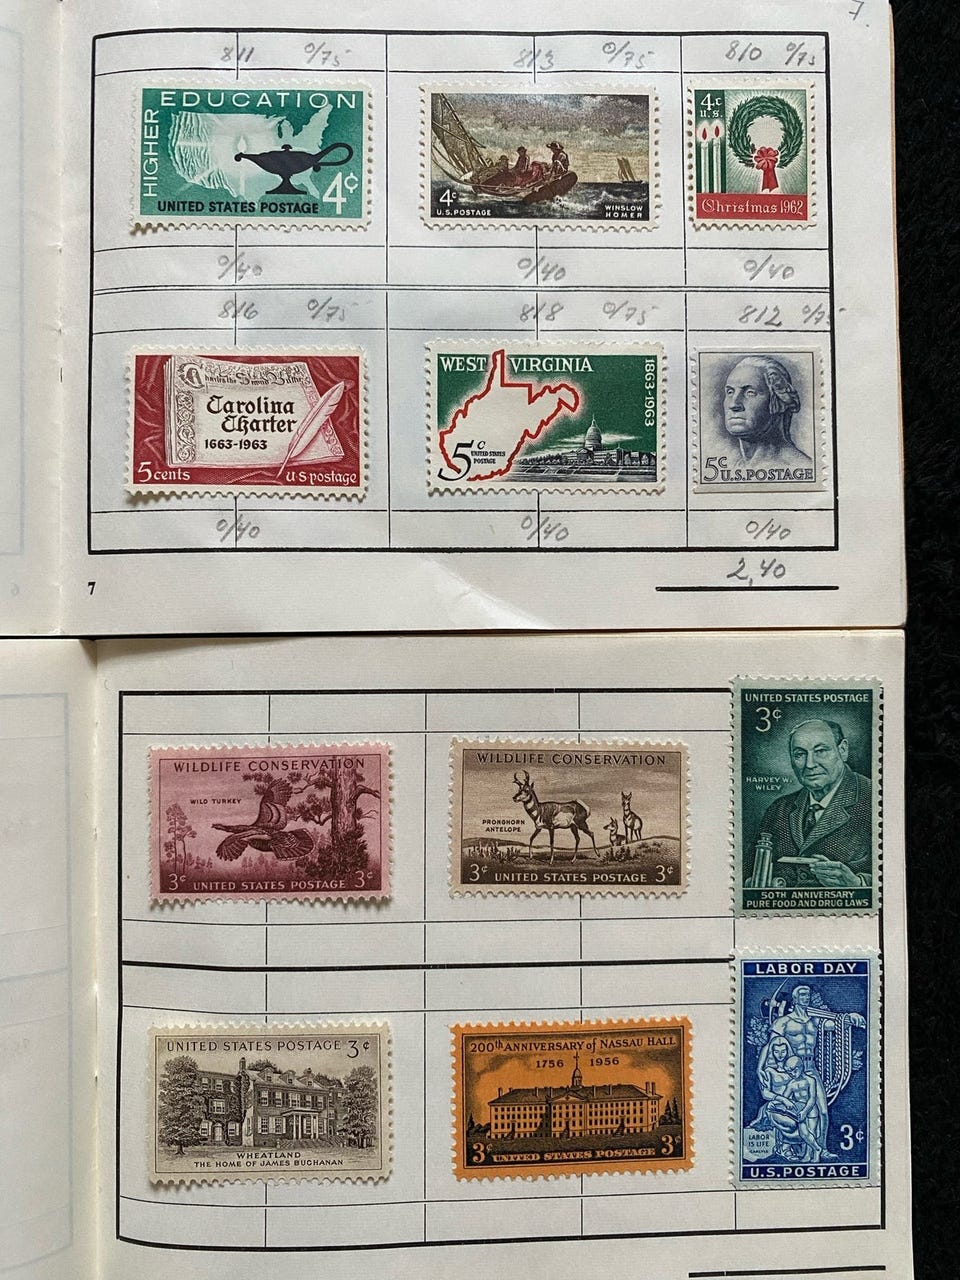 7.
811 0/75 813 0/75 810 0/75
HIGHER EDUCATION
4¢
UNITED STATES POSTAGE
4c
U.S. POSTAGE
WINSLOW
HOMER
4c
U.S.
Christmas 1962
0/40 0/40 0/40
816 0/75 818 0/75 812 0/75
Carolina
Charter
1663-1963
5 cents
U·S postage
WEST VIRGINIA
1863-1963
5c
UNITED STATES
POSTAGE
5c
U.S. POSTAGE
0/40 0/40 0/40
2,40
7
WILDLIFE CONSERVATION
WILD TURKEY
3¢ UNITED STATES POSTAGE 3¢
WILDLIFE CONSERVATION
PRONGHORN
ANTELOPE
3¢ UNITED STATES POSTAGE 3¢
UNITED STATES POSTAGE
3¢
HARVEY W.
WILEY
50TH ANNIVERSARY
PURE FOOD AND DRUG LAWS
UNITED STATES POSTAGE 3¢
WHEATLAND
THE HOME OF JAMES BUCHANAN
200th ANNIVERSARY of NASSAU HALL
1756 1956
3¢ UNITED STATES POSTAGE 3¢
LABOR DAY
LABOR
IS LIFE
CARLYLE
3¢
U.S. POSTAGE